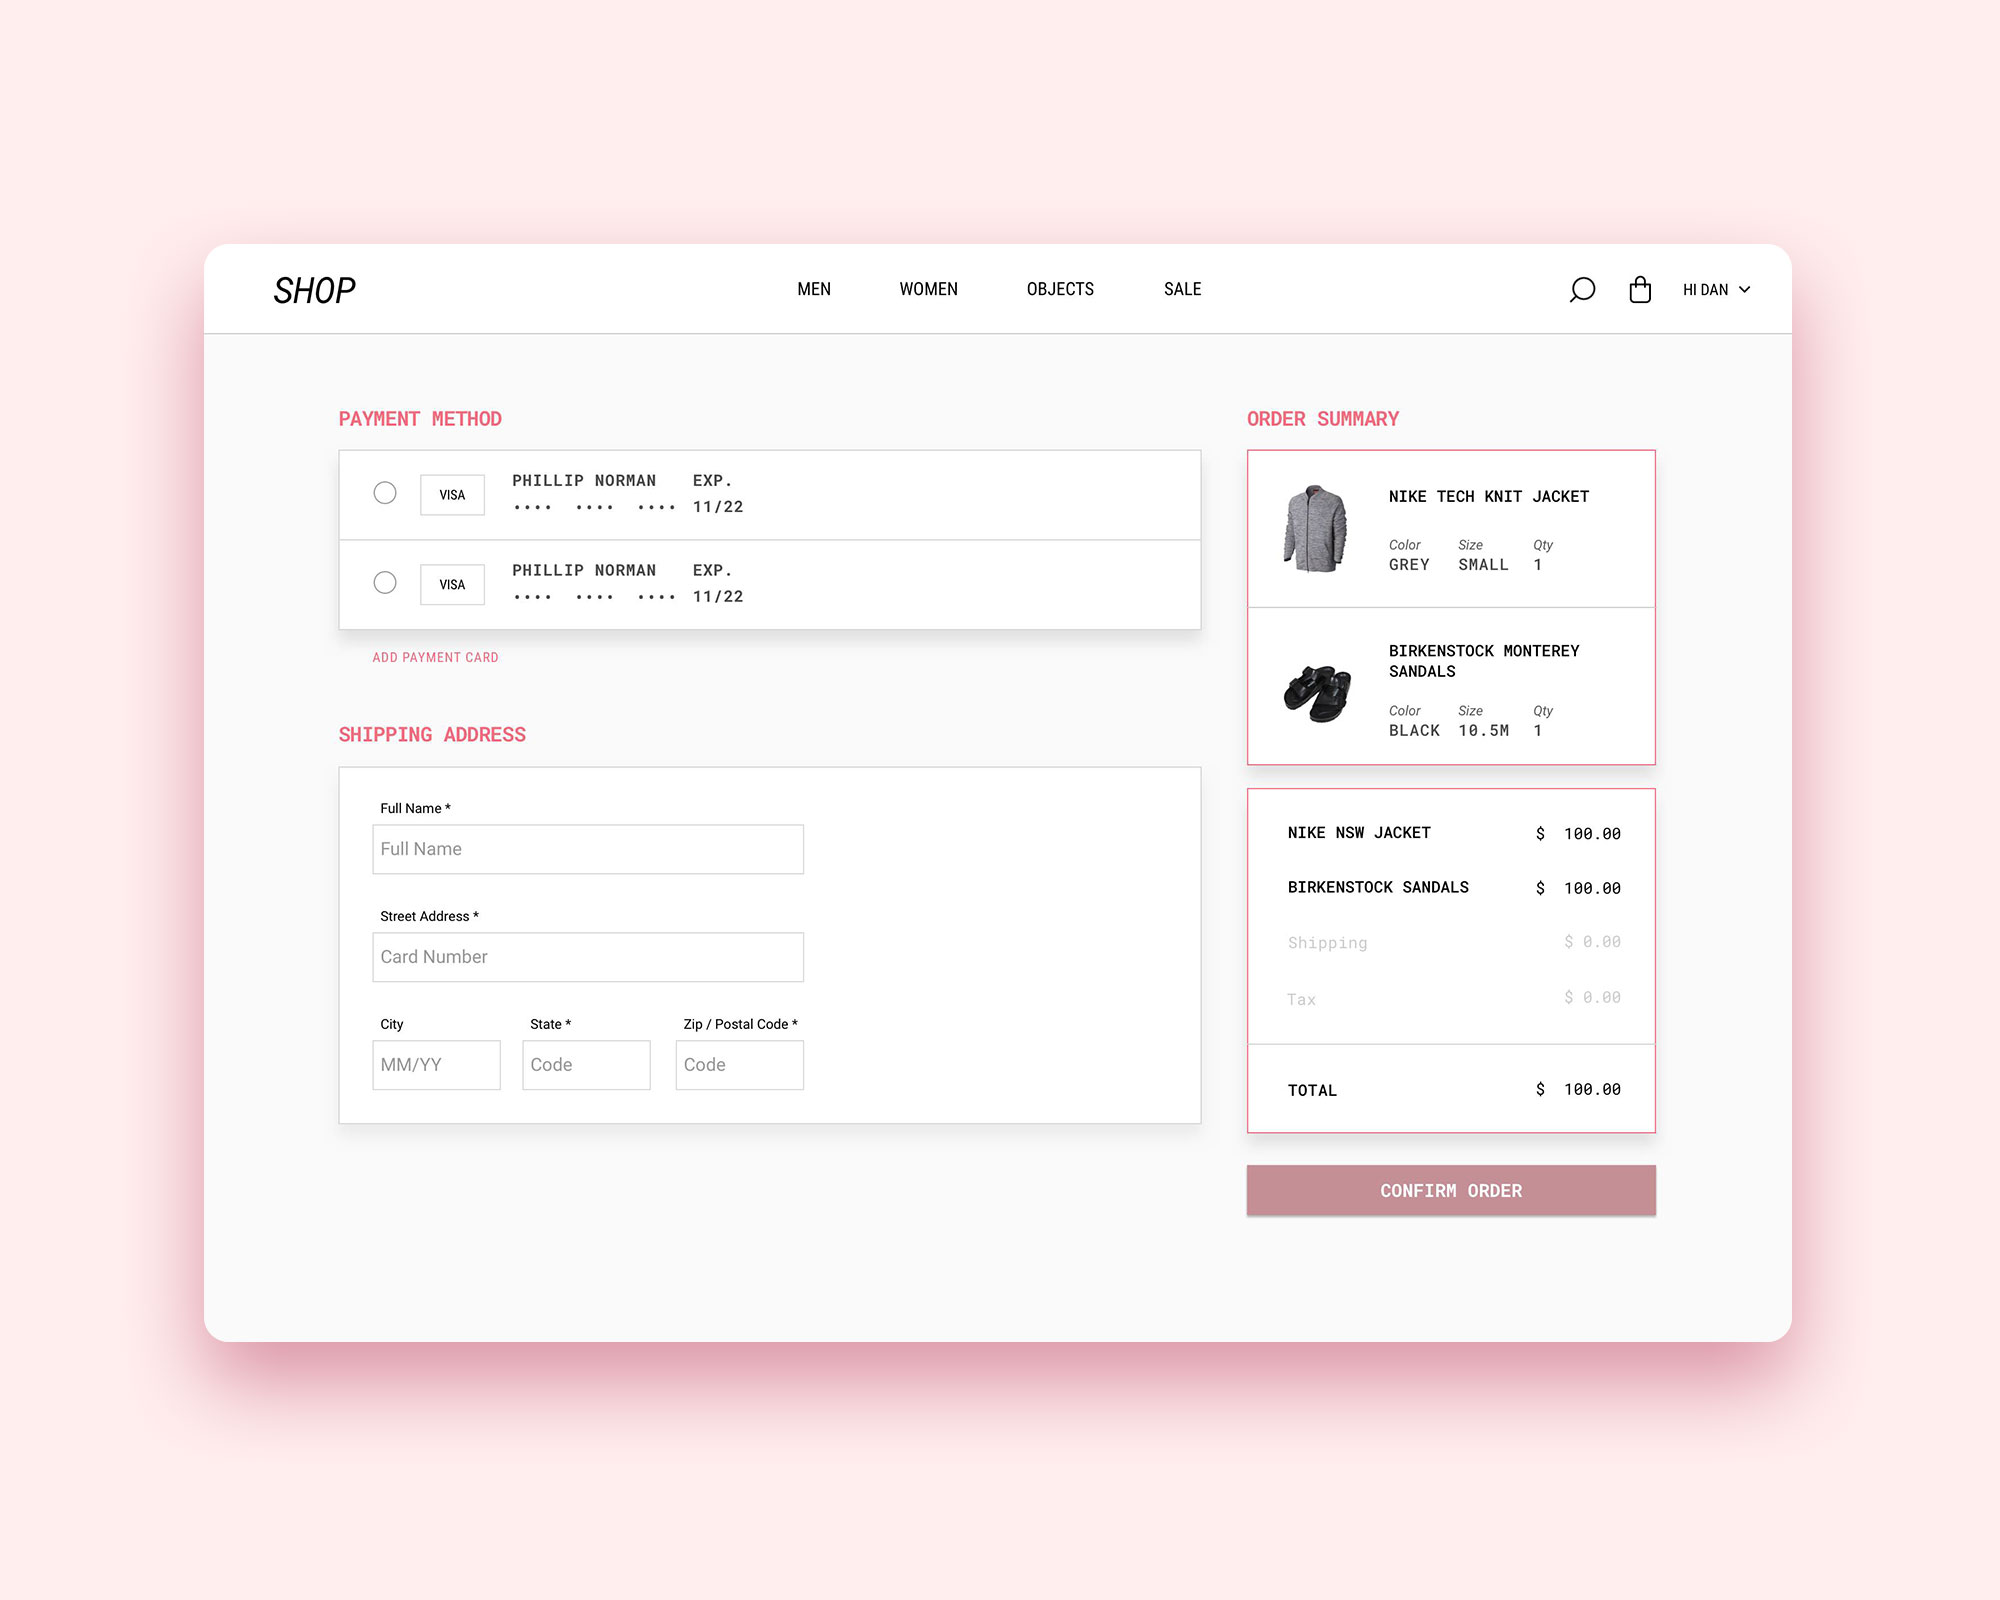 SHOP
MEN WOMEN OBJECTS SALE
HI DAN
PAYMENT METHOD
VISA PHILLIP NORMAN EXP.
•••• •••• •••• 11/22
VISA PHILLIP NORMAN EXP.
•••• •••• •••• 11/22
ADD PAYMENT CARD
SHIPPING ADDRESS
Full Name *
Full Name
Street Address *
Card Number
City State * Zip / Postal Code *
MM/YY Code Code
ORDER SUMMARY
NIKE TECH KNIT JACKET
Color Size Qty
GREY SMALL 1
BIRKENSTOCK MONTEREY
SANDALS
Color Size Qty
BLACK 10.5M 1
NIKE NSW JACKET $ 100.00
BIRKENSTOCK SANDALS $ 100.00
Shipping $ 0.00
Tax $ 0.00
TOTAL $ 100.00
CONFIRM ORDER